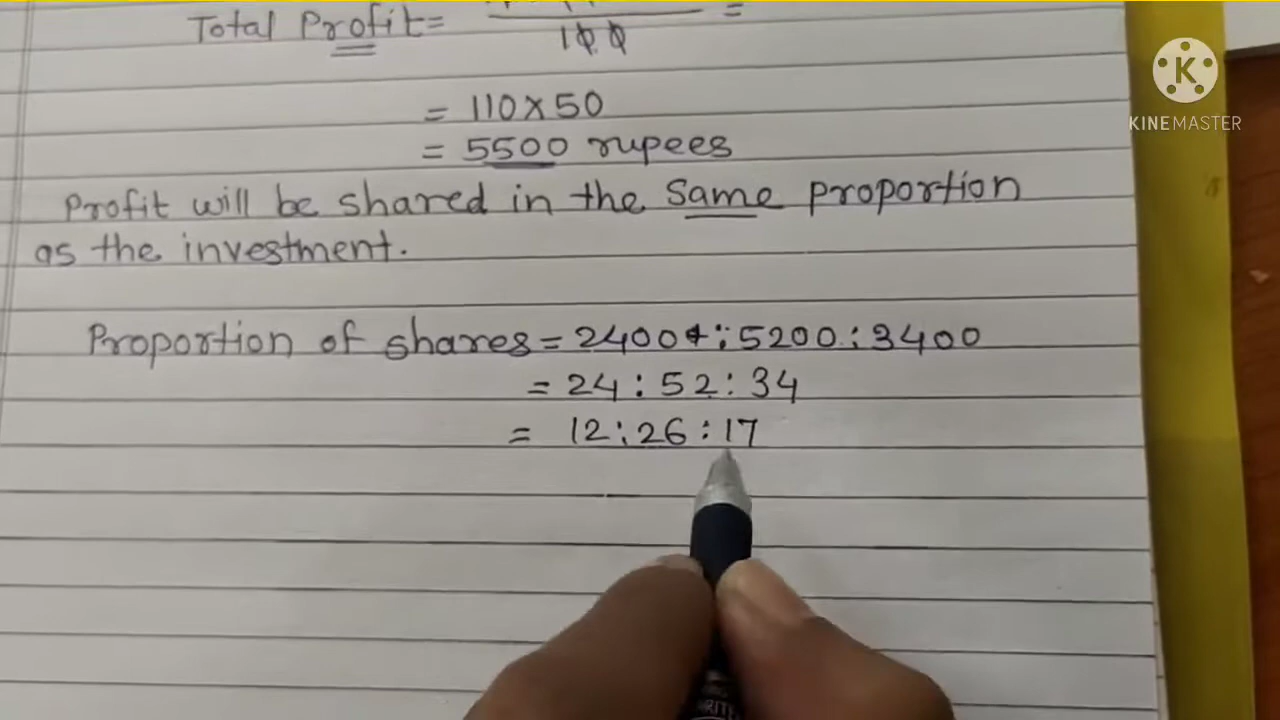 Total Profit= =
100
= 110×50
= 5500 rupees
Profit will be shared in the same proportion
as the investment.
Proportion of shares = 2400:5200:3400
= 24:52:34
= 12:26:17
K
KINEMASTER